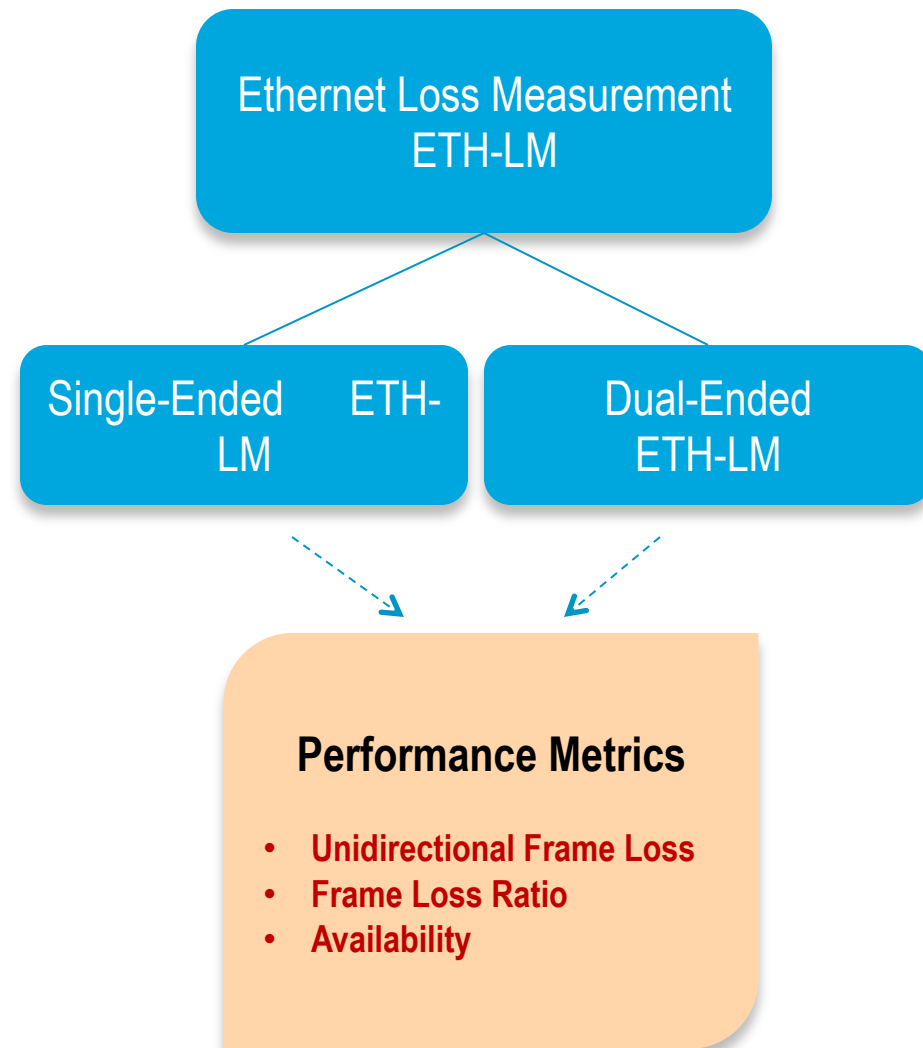 Ethernet Loss Measurement
ETH-LM
Single-Ended ETH-
LM
Dual-Ended
ETH-LM
Performance Metrics
• Unidirectional Frame Loss
• Frame Loss Ratio
• Availability